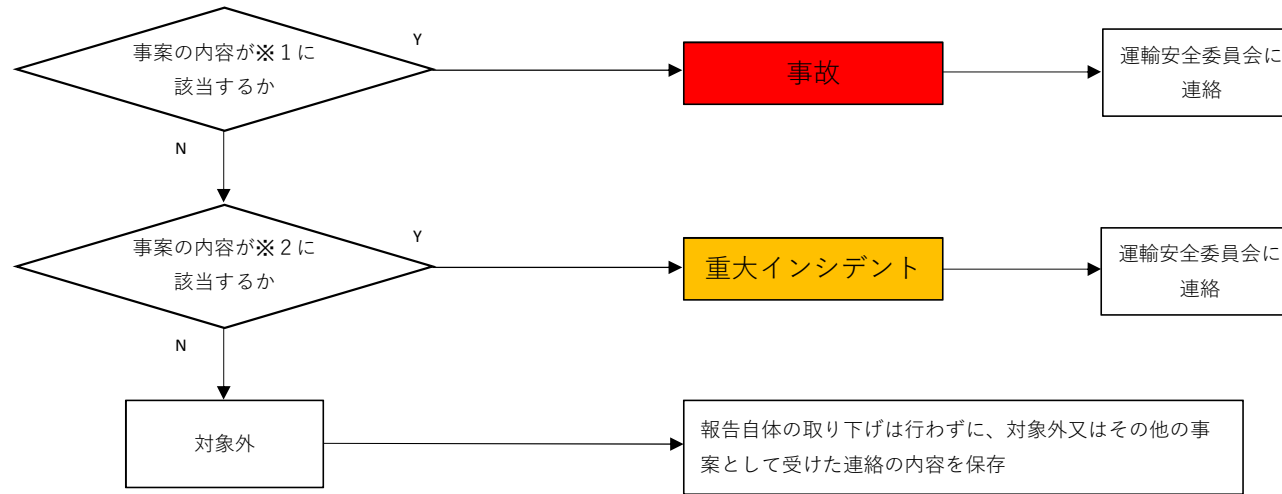 事案の内容が※１に
該当するか
Y
事故
運輸安全委員会に
連絡
N
事案の内容が※２に
該当するか
Y
重大インシデント
運輸安全委員会に
連絡
N
対象外
報告自体の取り下げは行わずに、対象外又はその他の事
案として受けた連絡の内容を保存